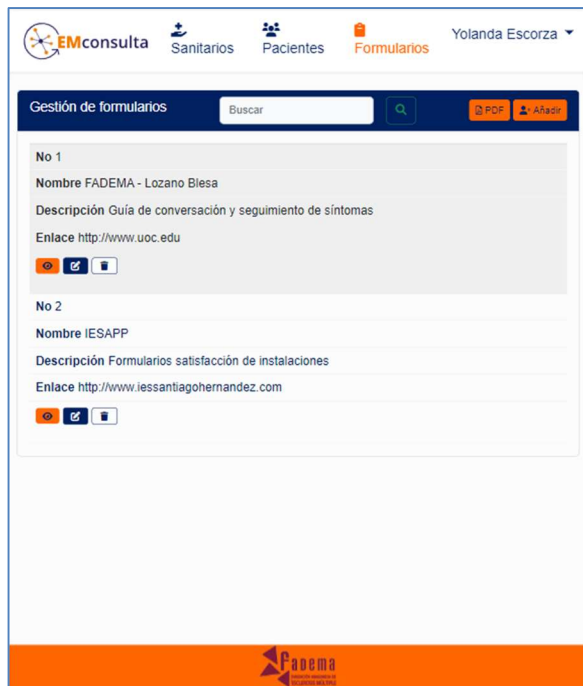 EMconsulta
Sanitarios
Pacientes
Formularios
Yolanda Escorza
Gestión de formularios
Buscar
PDF
Añadir
No 1
Nombre FADEMA - Lozano Blesa
Descripción Guía de conversación y seguimiento de síntomas
Enlace http://www.uoc.edu
No 2
Nombre IESAPP
Descripción Formularios satisfacción de instalaciones
Enlace http://www.iessantiagohernandez.com
Fadema